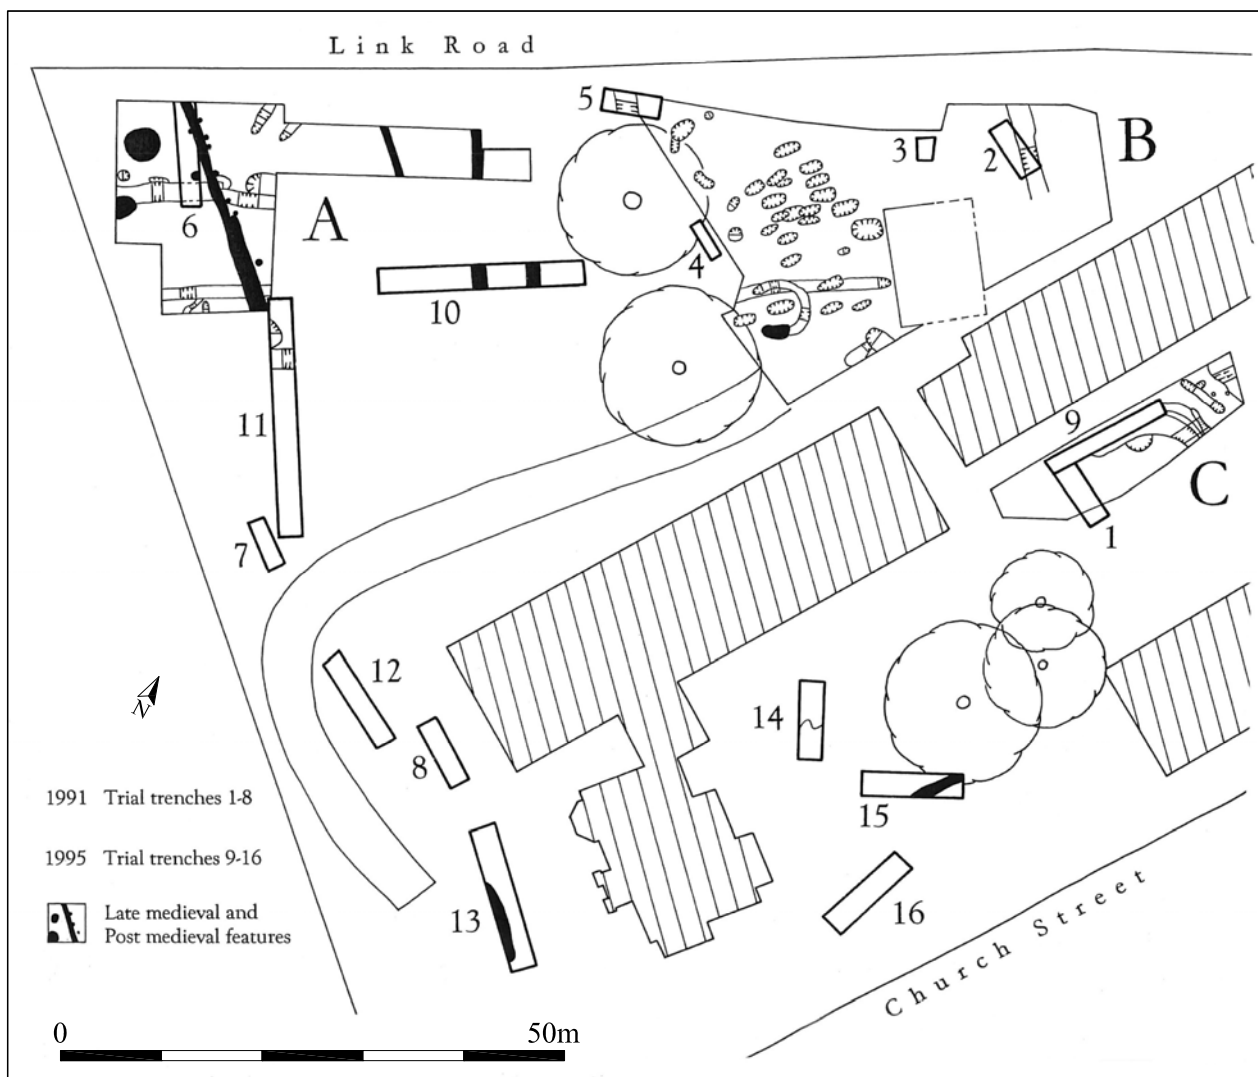 Link Road
5
B
3
2
6
A
4
10
9
11
C
7
1
12
14
8
N
15
1991 Trial trenches 1-8
1995 Trial trenches 9-16
16
13
Late medieval and
Post medieval features
Church Street
0
50m